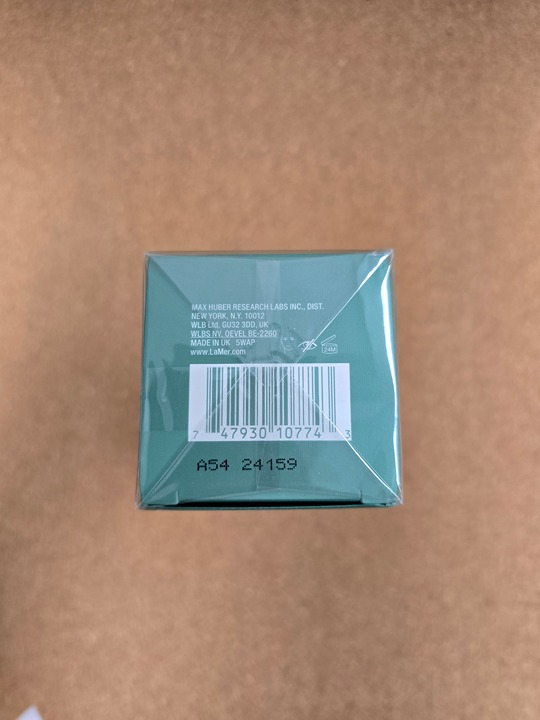 MAX HUBER RESEARCH LABS INC., DIST.
NEW YORK, N.Y. 10012
WLB Ltd, GU32 3DD, UK
WLBS NV, OEVEL BE-2260
MADE IN UK 5WAP
www.LaMer.com
24M
7 47930 10774 3
A54 24159